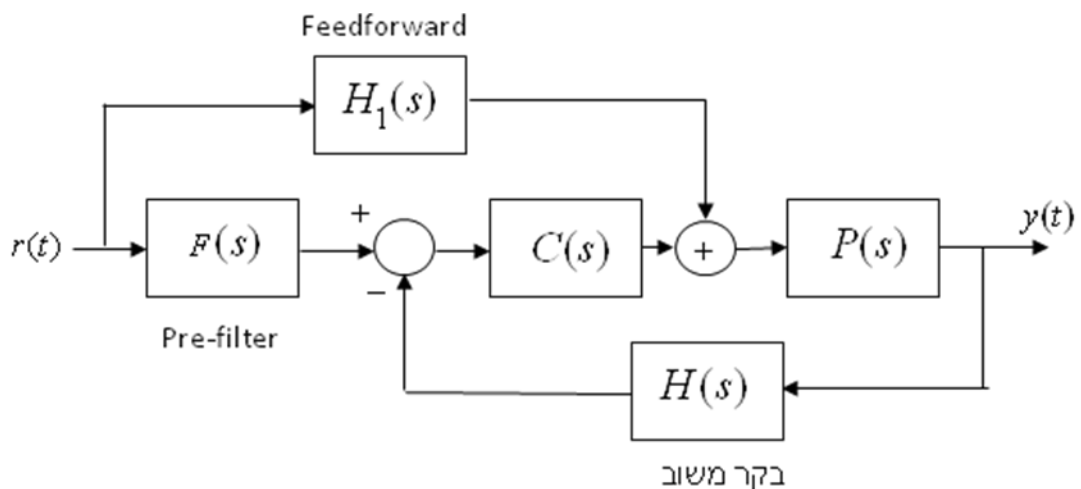 Feedforward
H₁(s)
r(t)
F(s)
+
−
C(s)
+
P(s)
y(t)
Pre-filter
H(s)
בקר משוב